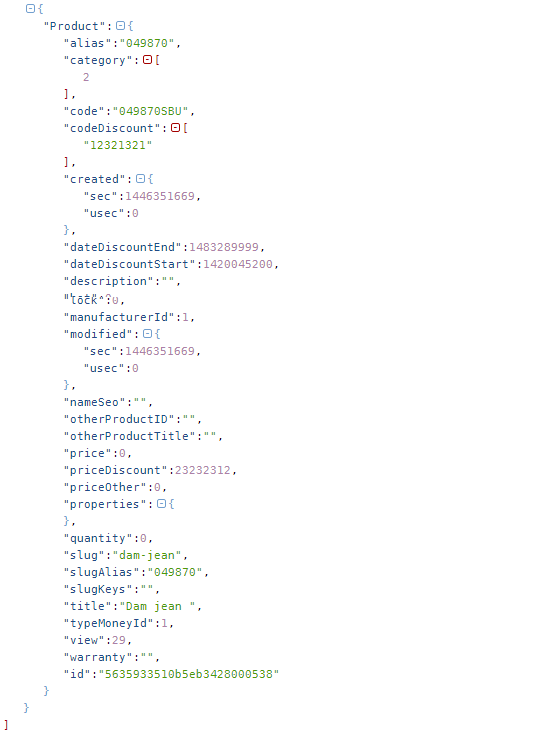 {
"Product":{
"alias":"049870",
"category":[
2
],
"code":"049870SBU",
"codeDiscount":[
"12321321"
],
"created":{
"sec":1446351669,
"usec":0
},
"dateDiscountEnd":1483289999,
"dateDiscountStart":1420045200,
"description":"",
"lock":0,
"manufacturerId":1,
"modified":{
"sec":1446351669,
"usec":0
},
"nameSeo":"",
"otherProductID":"",
"otherProductTitle":"",
"price":0,
"priceDiscount":23232312,
"priceOther":0,
"properties":{
},
"quantity":0,
"slug":"dam-jean",
"slugAlias":"049870",
"slugKeys":"",
"title":"Dam jean ",
"typeMoneyId":1,
"view":29,
"warranty":"",
"id":"5635933510b5eb3428000538"
}
}
]